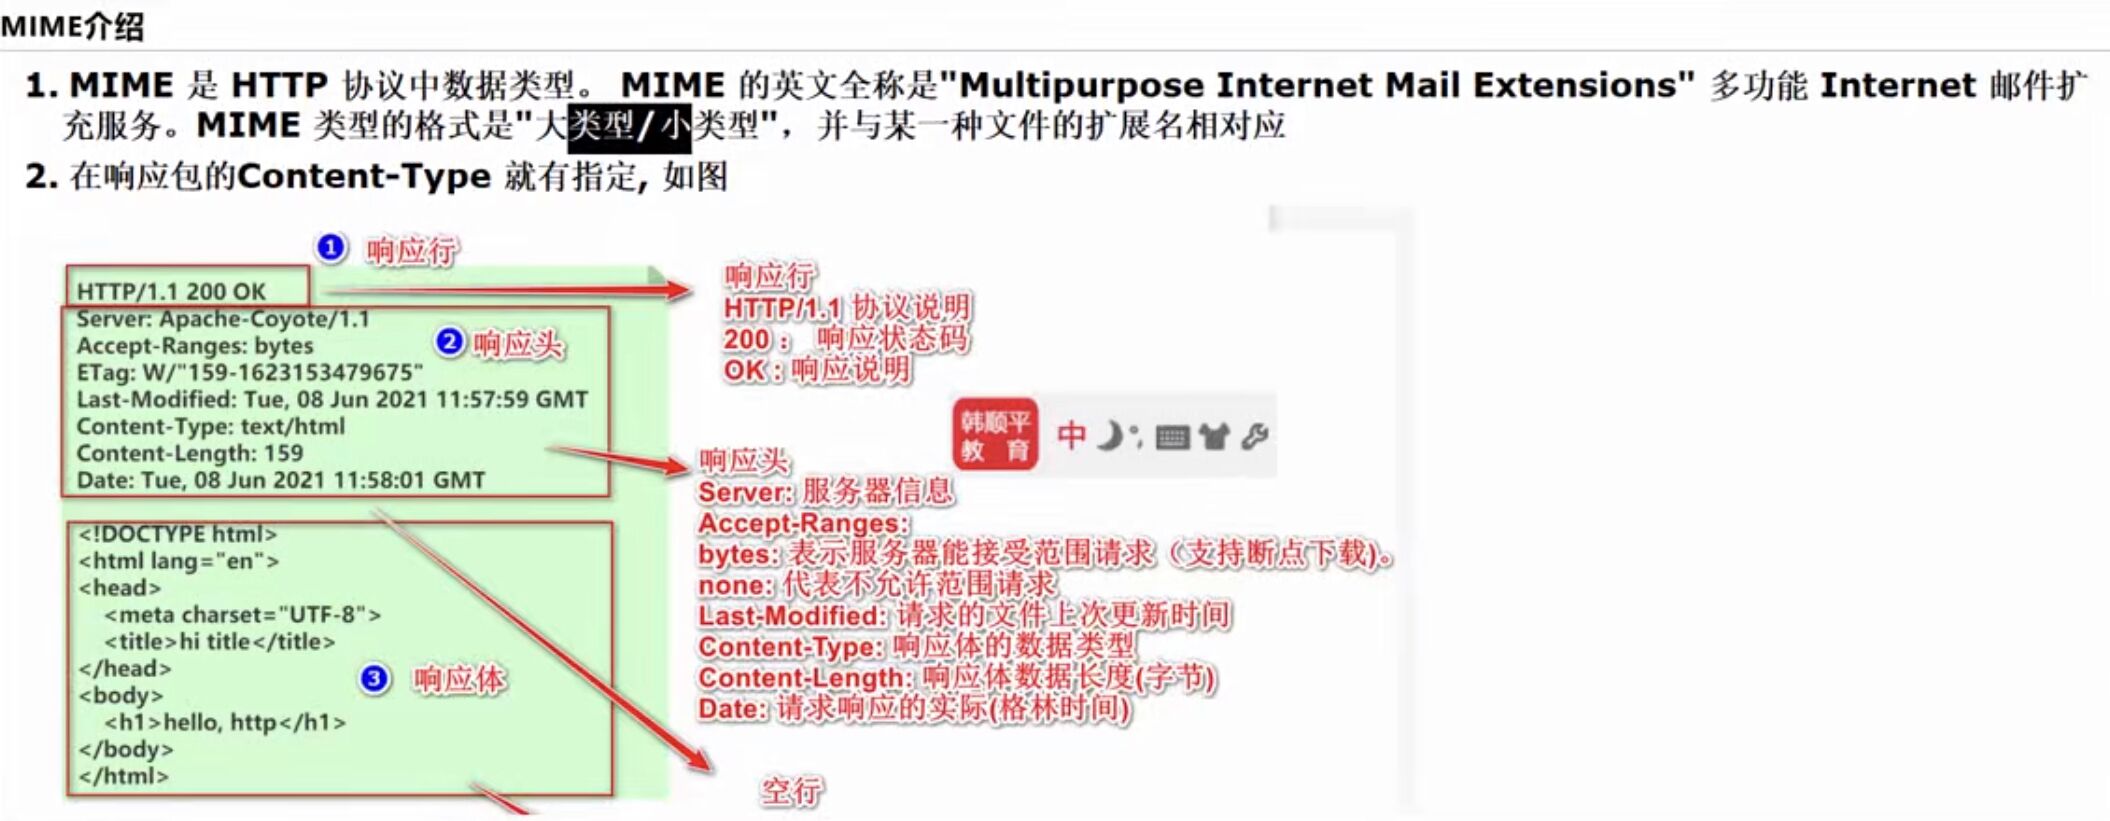 MIME介绍
1. MIME 是 HTTP 协议中数据类型。 MIME 的英文全称是"Multipurpose Internet Mail Extensions" 多功能 Internet 邮件扩
充服务。MIME 类型的格式是"大类型/小类型"，并与某一种文件的扩展名相对应
2. 在响应包的Content-Type 就有指定, 如图
1 响应行
HTTP/1.1 200 OK
Server: Apache-Coyote/1.1
Accept-Ranges: bytes
2 响应头
ETag: W/"159-1623153479675"
Last-Modified: Tue, 08 Jun 2021 11:57:59 GMT
Content-Type: text/html
Content-Length: 159
Date: Tue, 08 Jun 2021 11:58:01 GMT
<!DOCTYPE html>
<html lang="en">
<head>
<meta charset="UTF-8">
<title>hi title</title>
</head>
3 响应体
<body>
<h1>hello, http</h1>
</body>
</html>
响应行
HTTP/1.1 协议说明
200： 响应状态码
OK : 响应说明
韩顺平
教 育
中
响应头
Server: 服务器信息
Accept-Ranges:
bytes: 表示服务器能接受范围请求（支持断点下载)。
none: 代表不允许范围请求
Last-Modified: 请求的文件上次更新时间
Content-Type: 响应体的数据类型
Content-Length: 响应体数据长度(字节)
Date: 请求响应的实际(格林时间)
空行